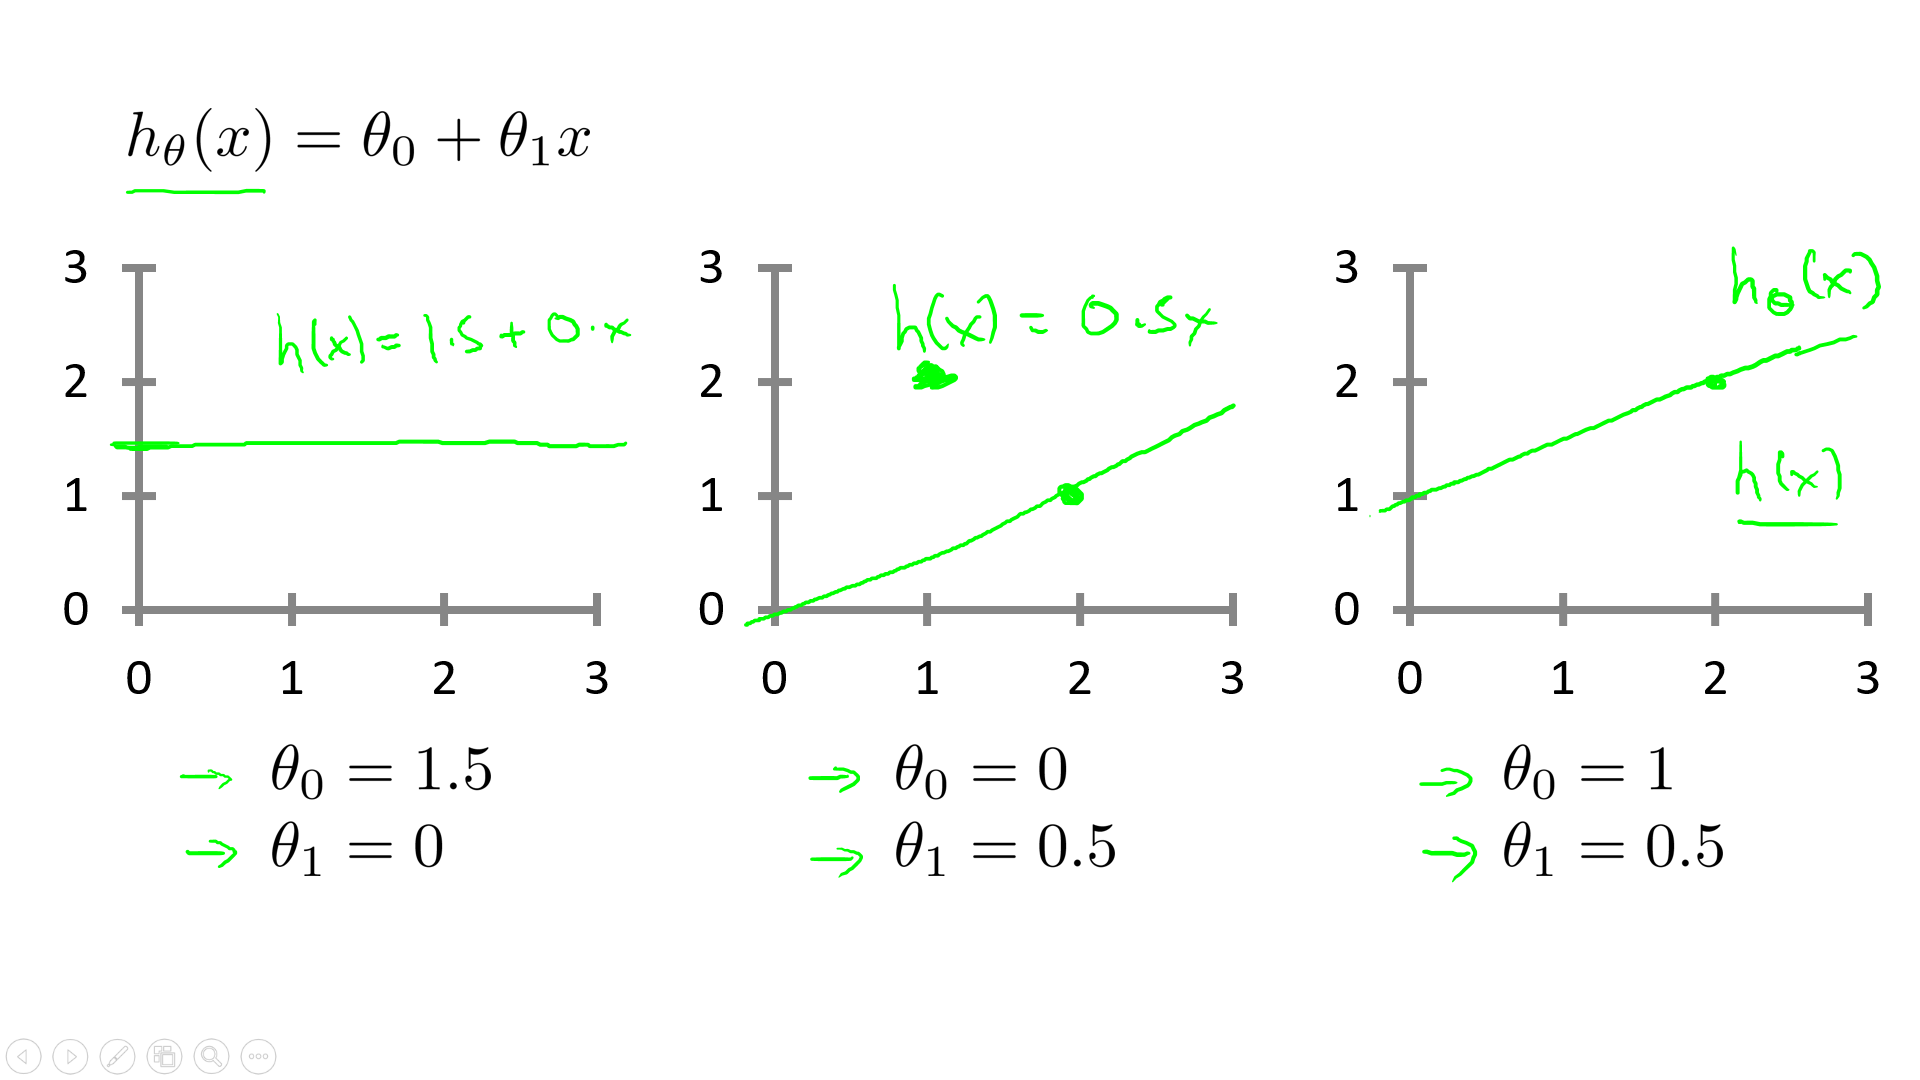 h_θ(x) = θ₀ + θ₁x
3
2
1
0
0 1 2 3
h(x) = 1.5 + 0·x
θ₀ = 1.5
θ₁ = 0
3
2
1
0
0 1 2 3
h(x) = 0.5x
θ₀ = 0
θ₁ = 0.5
3
2
1
0
0 1 2 3
h_θ(x)
h(x)
θ₀ = 1
θ₁ = 0.5